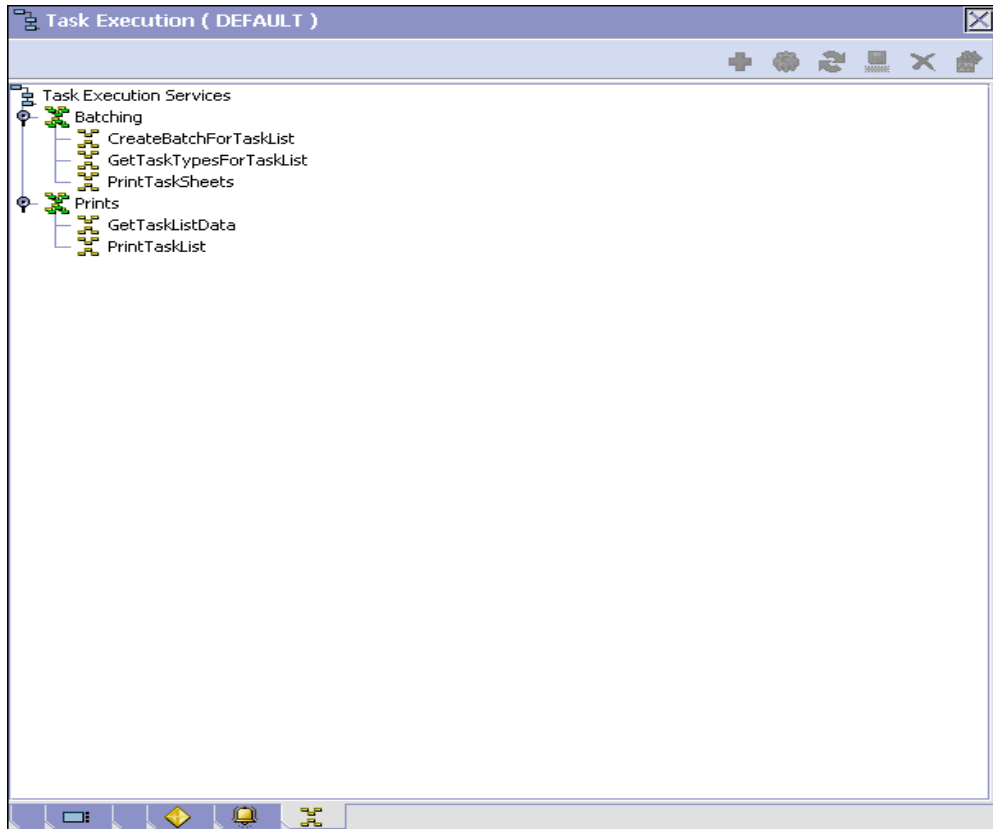 Task Execution ( DEFAULT )
Task Execution Services
Batching
CreateBatchForTaskList
GetTaskTypesForTaskList
PrintTaskSheets
Prints
GetTaskListData
PrintTaskList